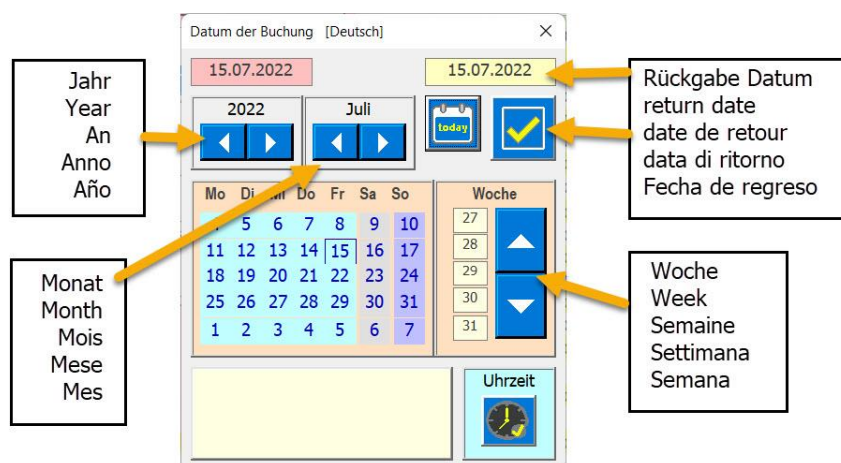 Datum der Buchung [Deutsch]
15.07.2022
15.07.2022
Jahr
Year
An
Anno
Año
2022
Juli
today
Rückgabe Datum
return date
date de retour
data di ritorno
Fecha de regreso
Mo Di Mi Do Fr Sa So
4 5 6 7 8 9 10
11 12 13 14 15 16 17
18 19 20 21 22 23 24
25 26 27 28 29 30 31
1 2 3 4 5 6 7
Woche
27
28
29
30
31
Monat
Month
Mois
Mese
Mes
Woche
Week
Semaine
Settimana
Semana
Uhrzeit